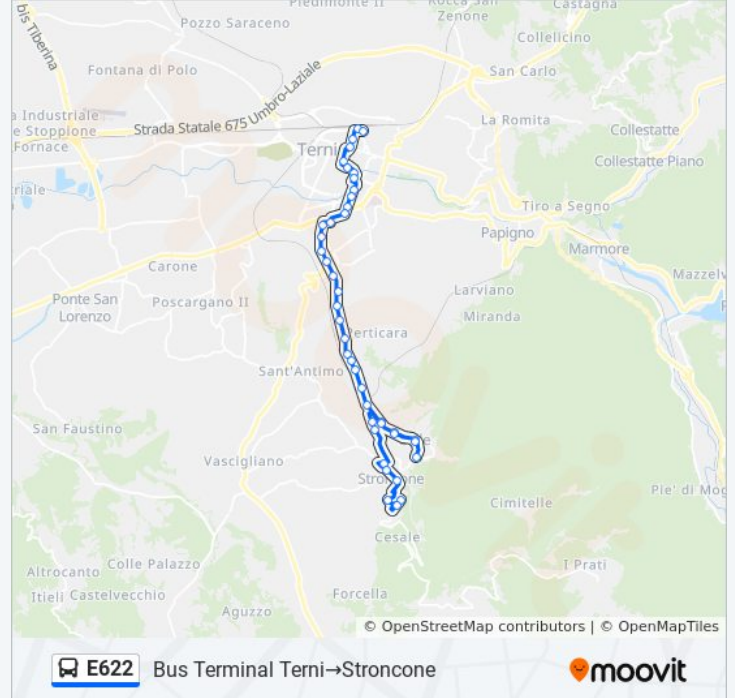 Piedimonte II
Rocca San
Zenone
Castagna
bis Tiberina
Pozzo Saraceno
Collelicino
Fontana di Polo
San Carlo
a Industriale
e Stoppione
Fornace
Strada Statale 675 Umbro-Laziale
La Romita
Collestatte
Terni
Collestatte Piano
riale
Tiro a Segno
Papigno
Marmore
Carone
Mazzelv
Ponte San
Lorenzo
Poscargano II
Larviano
Miranda
Perticara
Sant'Antimo
San Faustino
Vascigliano
Stroncone
Cimitelle
Pie' di Mog
Cesale
Altrocanto
Colle Palazzo
I Prati
Itieli
Castelvecchio
Forcella
Aguzzo
© OpenStreetMap contributors | © OpenMapTiles
E622
Bus Terminal Terni→Stroncone
moovit